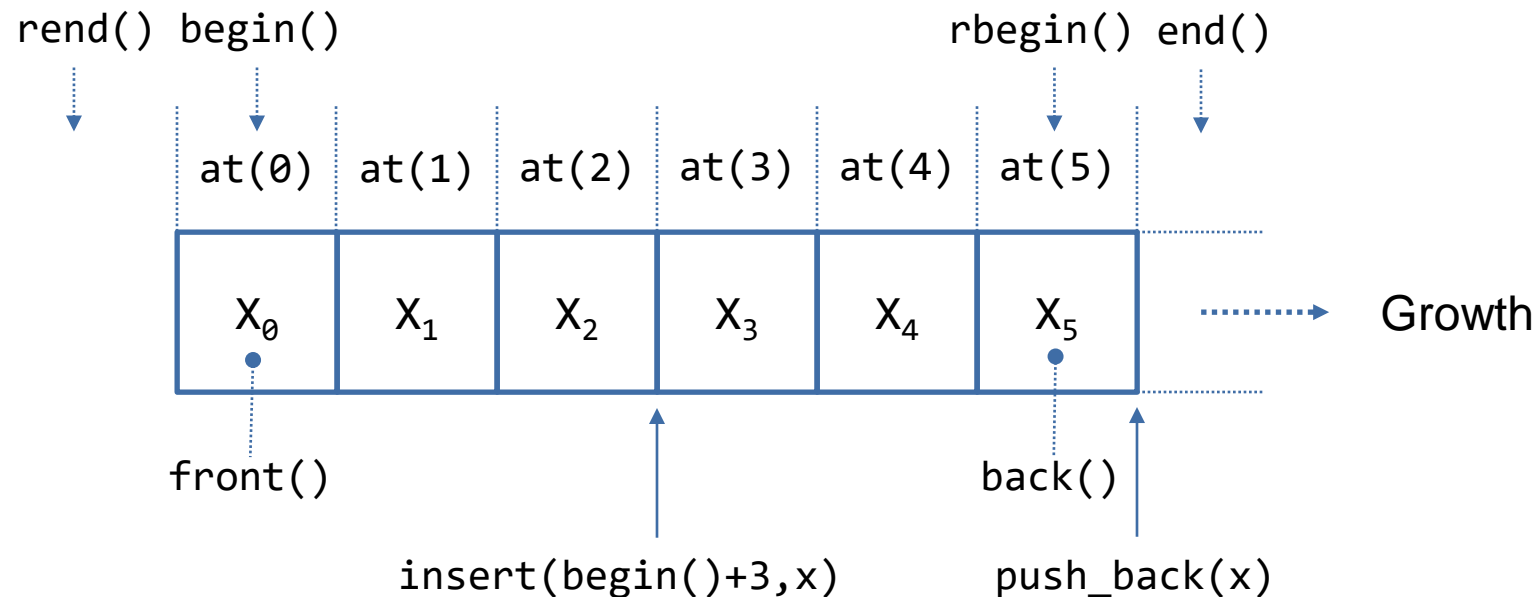 rend() begin() rbegin() end()
at(0) at(1) at(2) at(3) at(4) at(5)
X₀ X₁ X₂ X₃ X₄ X₅ Growth
front() back()
insert(begin()+3,x) push_back(x)